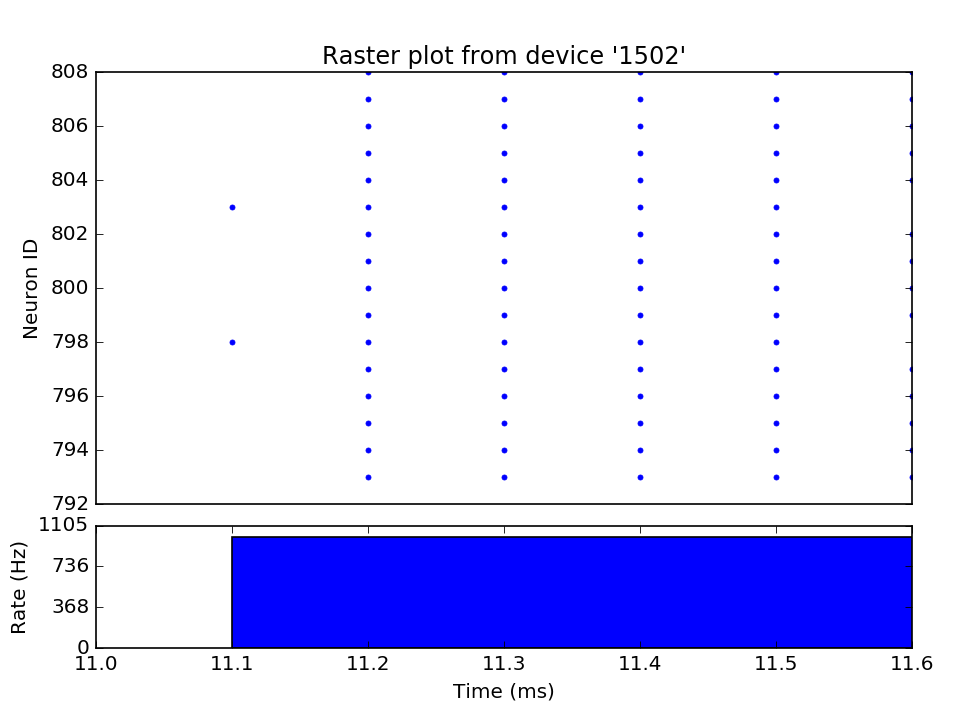 Raster plot from device '1502'
808
806
804
802
800
798
796
794
792
Neuron ID
1105
736
368
0
Rate (Hz)
11.0 11.1 11.2 11.3 11.4 11.5 11.6
Time (ms)